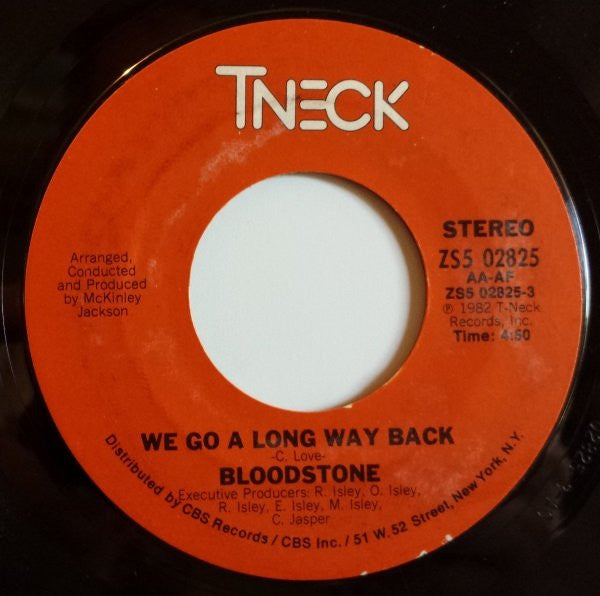 TNECK
STEREO
ZS5 02825
AA-AF
ZS5 02825-3
℗ 1982 T-Neck
Records, Inc.
Time: 4:50
Arranged,
Conducted
and Produced
by McKinley
Jackson
WE GO A LONG WAY BACK
-C. Love-
BLOODSTONE
Executive Producers: R. Isley, O. Isley,
R. Isley, E. Isley, M. Isley,
C. Jasper
Distributed by CBS Records / CBS Inc. / 51 W. 52 Street, New York, N.Y.